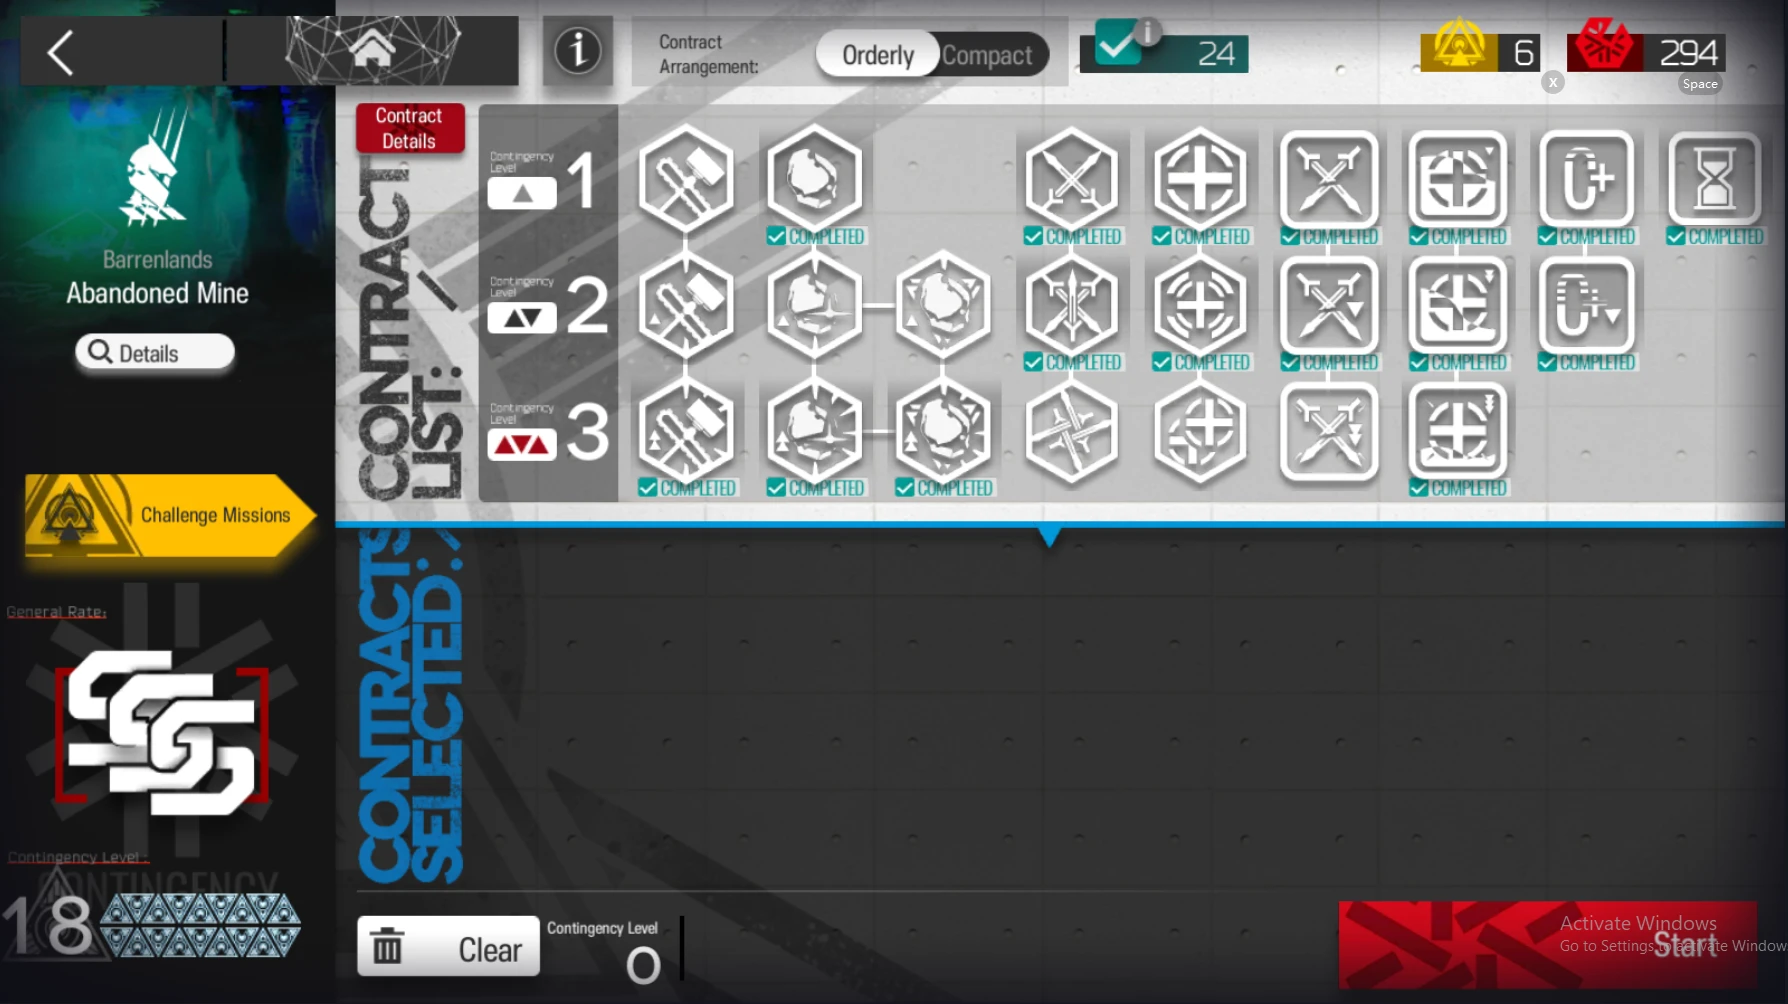 Contract
Arrangement:
Orderly
Compact
24
6
294
X
Space
Barrenlands
Abandoned Mine
Details
Challenge Missions
General Rate:
Contingency Level:
CONTINGENCY
18
Contract
Details
CONTRACT
LIST:
Contingency
Level
1
COMPLETED
COMPLETED
COMPLETED
COMPLETED
COMPLETED
COMPLETED
COMPLETED
Contingency
Level
2
COMPLETED
COMPLETED
COMPLETED
COMPLETED
COMPLETED
Contingency
Level
3
COMPLETED
COMPLETED
COMPLETED
COMPLETED
CONTRACTS
SELECTED:
Clear
Contingency Level
0
Start
Activate Windows
Go to Settings to activate Window